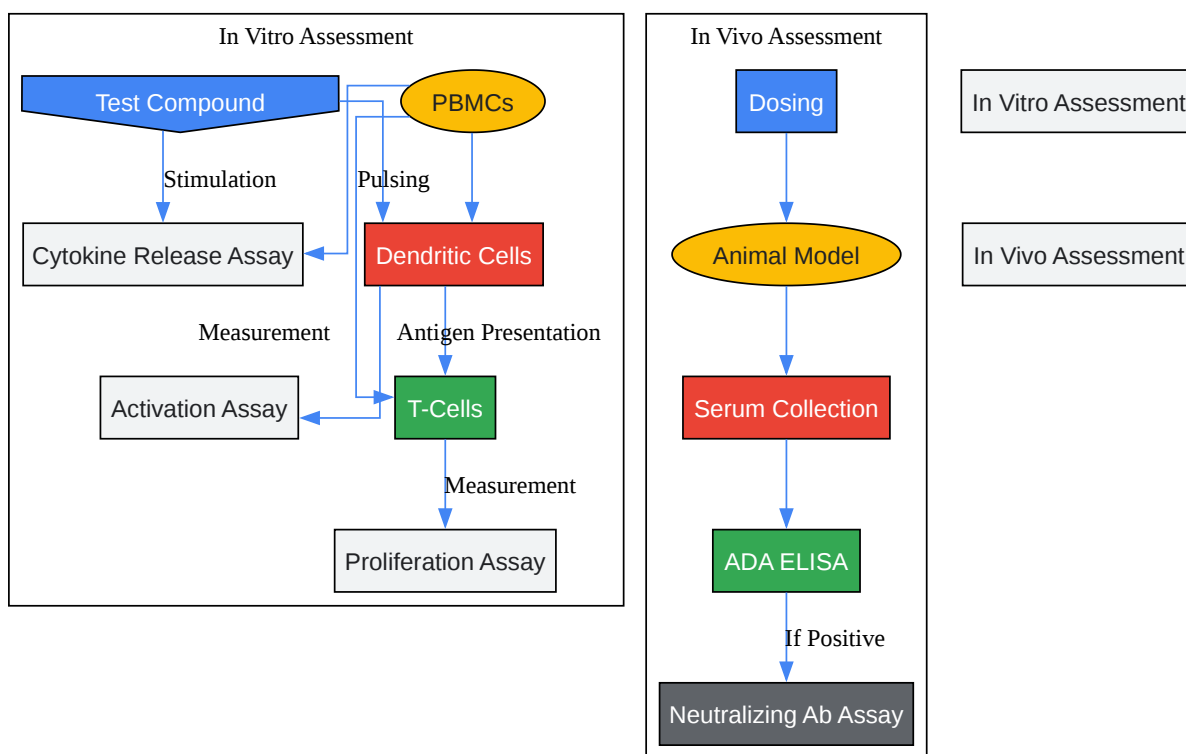 In Vitro Assessment
Test Compound
PBMCs
Stimulation
Pulsing
Cytokine Release Assay
Dendritic Cells
Measurement
Antigen Presentation
Activation Assay
T-Cells
Measurement
Proliferation Assay
In Vivo Assessment
Dosing
Animal Model
Serum Collection
ADA ELISA
If Positive
Neutralizing Ab Assay
In Vitro Assessment
In Vivo Assessment